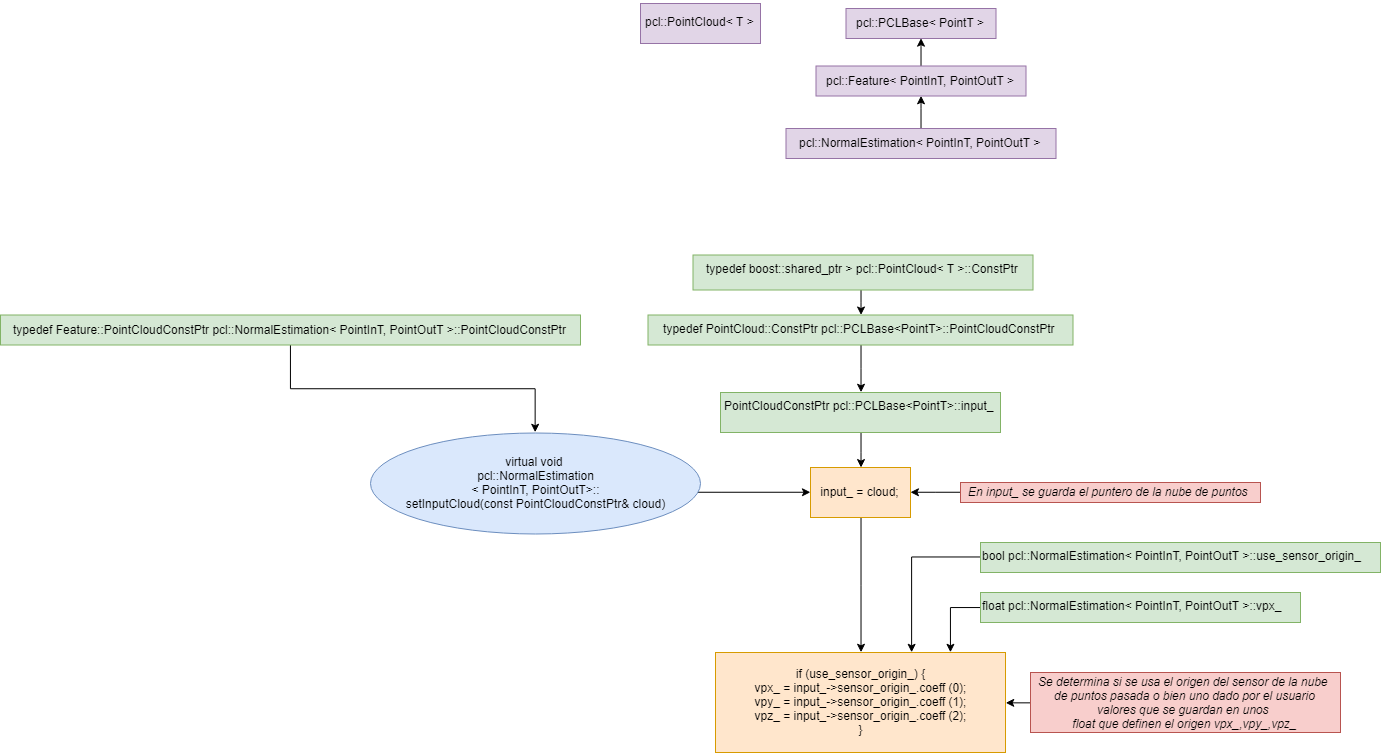 pcl::PointCloud< T >
pcl::PCLBase< PointT >
pcl::Feature< PointInT, PointOutT >
pcl::NormalEstimation< PointInT, PointOutT >
typedef boost::shared_ptr > pcl::PointCloud< T >::ConstPtr
typedef Feature::PointCloudConstPtr pcl::NormalEstimation< PointInT, PointOutT >::PointCloudConstPtr
typedef PointCloud::ConstPtr pcl::PCLBase<PointT>::PointCloudConstPtr
PointCloudConstPtr pcl::PCLBase<PointT>::input_
virtual void
pcl::NormalEstimation
< PointInT, PointOutT>::
setInputCloud(const PointCloudConstPtr& cloud)
input_ = cloud;
En input_ se guarda el puntero de la nube de puntos
bool pcl::NormalEstimation< PointInT, PointOutT >::use_sensor_origin_
float pcl::NormalEstimation< PointInT, PointOutT >::vpx_
if (use_sensor_origin_) {
vpx_ = input_->sensor_origin_.coeff (0);
vpy_ = input_->sensor_origin_.coeff (1);
vpz_ = input_->sensor_origin_.coeff (2);
}
Se determina si se usa el origen del sensor de la nube
de puntos pasada o bien uno dado por el usuario
valores que se guardan en unos
float que definen el origen vpx_,vpy_,vpz_